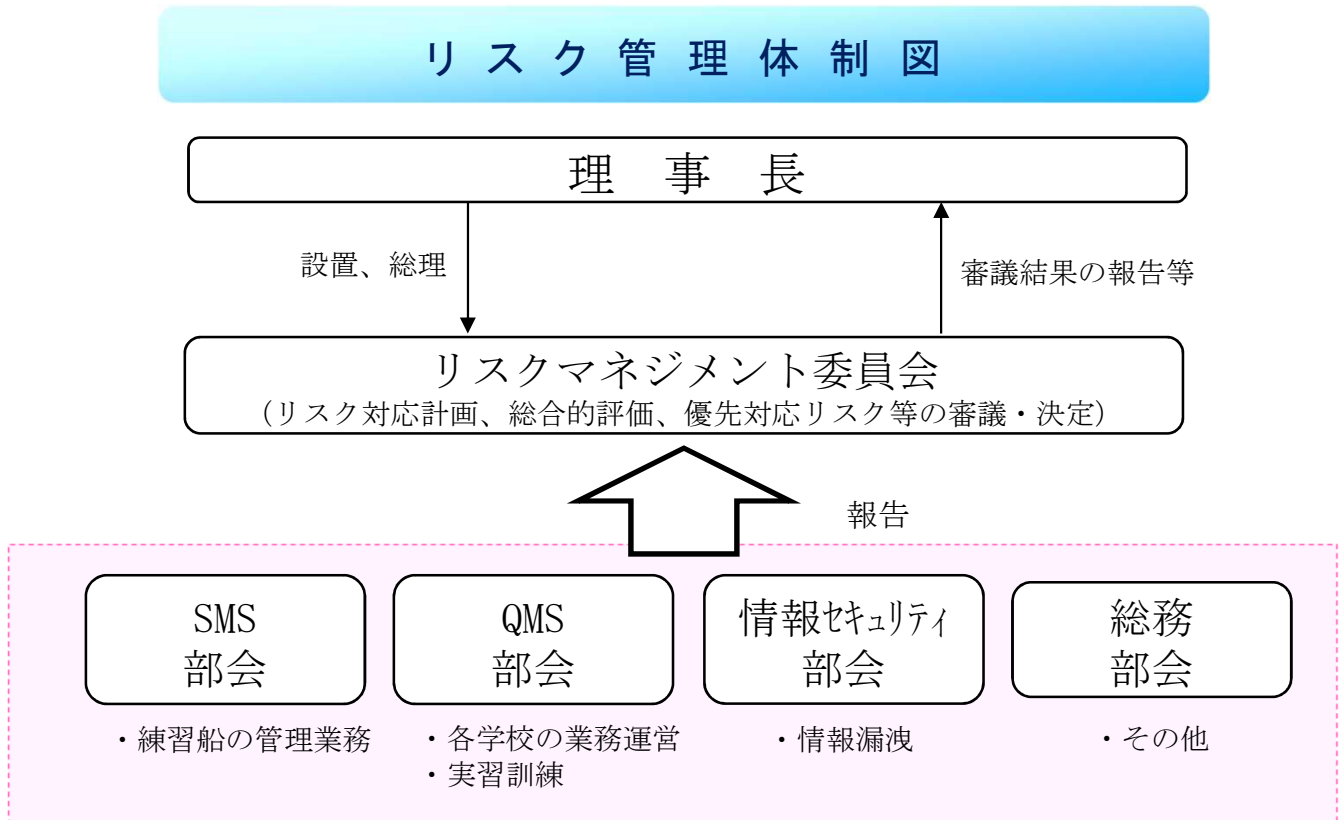 リスク管理体制図
理事長
設置、総理
審議結果の報告等
リスクマネジメント委員会
（リスク対応計画、総合的評価、優先対応リスク等の審議・決定）
報告
SMS
部会
QMS
部会
情報セキュリティ
部会
総務
部会
・練習船の管理業務
・各学校の業務運営
・実習訓練
・情報漏洩
・その他